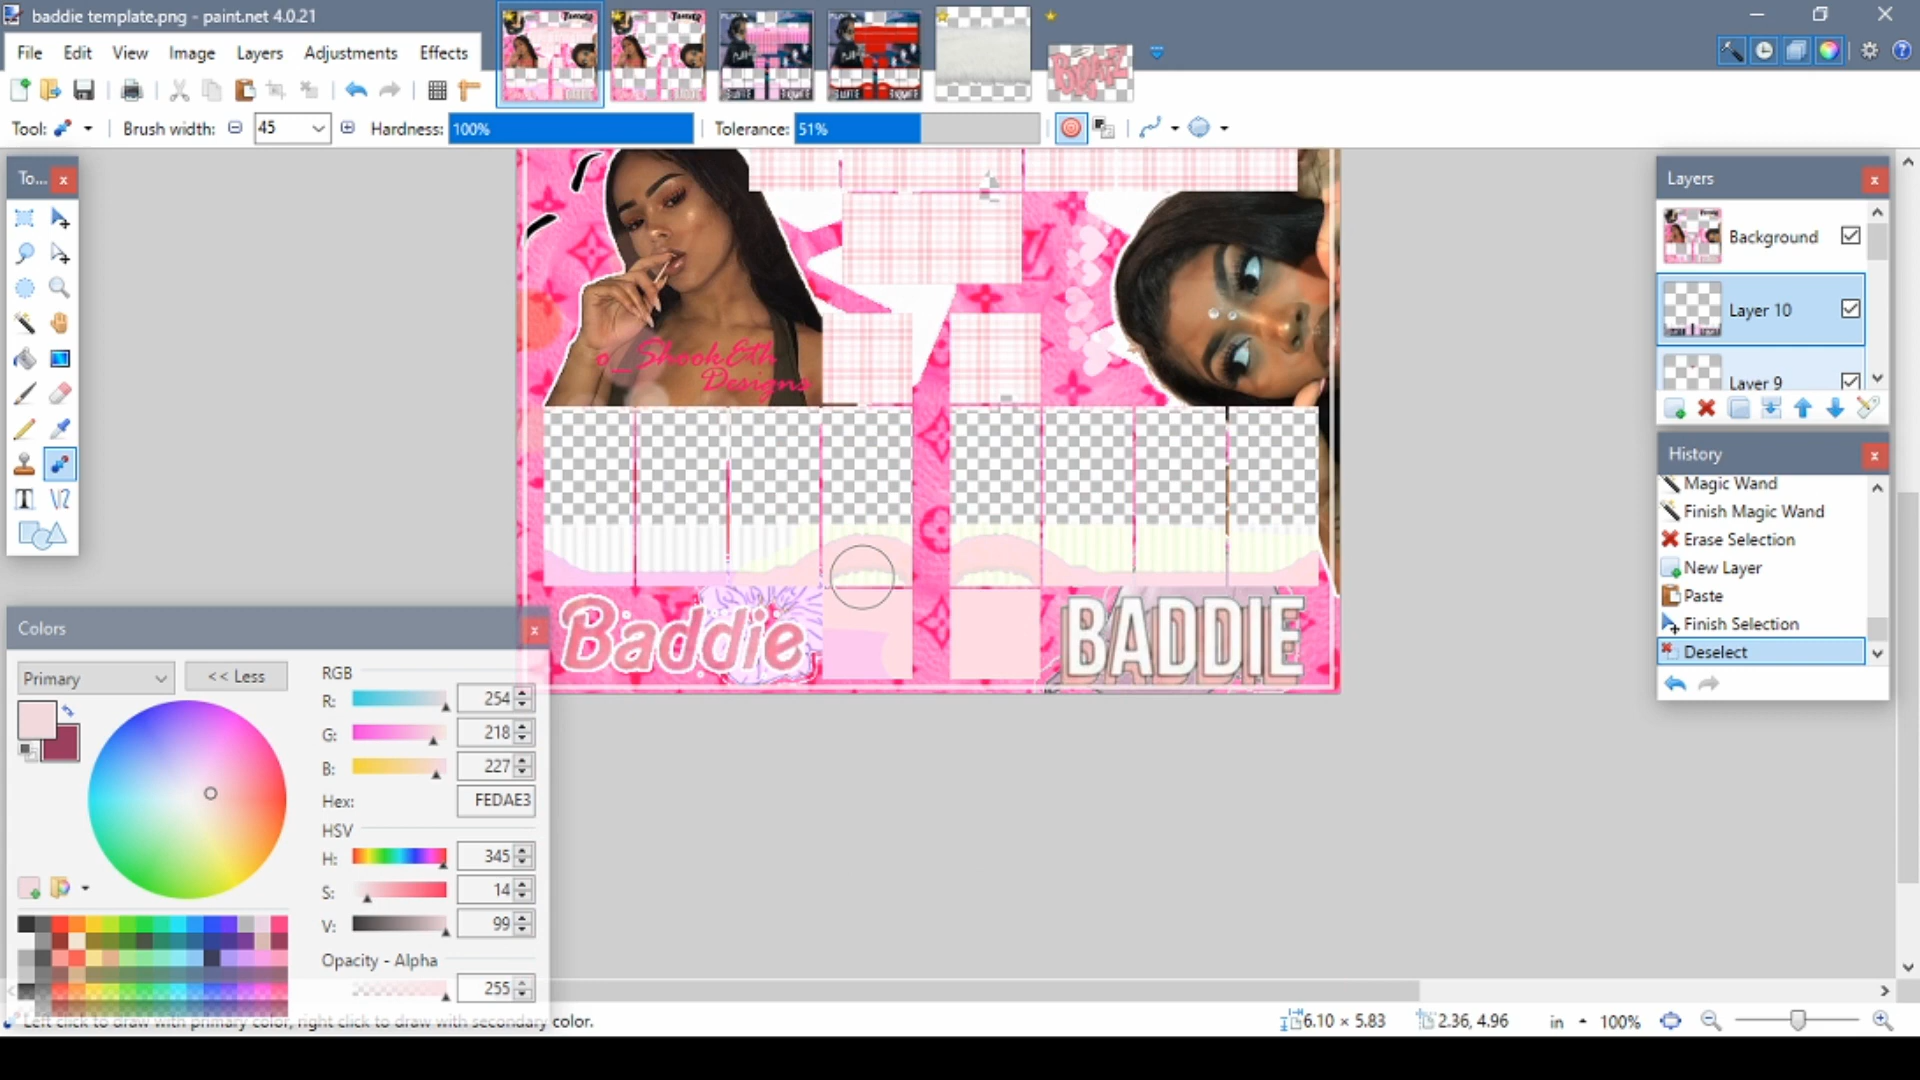 baddie template.png - paint.net 4.0.21
File Edit View Image Layers Adjustments Effects
Tool: Brush width: 45 Hardness: 100% Tolerance: 51%
To...
Layers
Background
Layer 10
Layer 9
o_ShookEth
Designs
History
Magic Wand
Finish Magic Wand
Erase Selection
New Layer
Paste
Finish Selection
Deselect
Baddie
BADDIE
Colors
Primary
<< Less
RGB
R: 254
G: 218
B: 227
Hex: FEDAE3
HSV
H: 345
S: 14
V: 99
Opacity - Alpha
255
Left click to draw with primary color, right click to draw with secondary color.
6.10 × 5.83
2.36, 4.96
in
100%